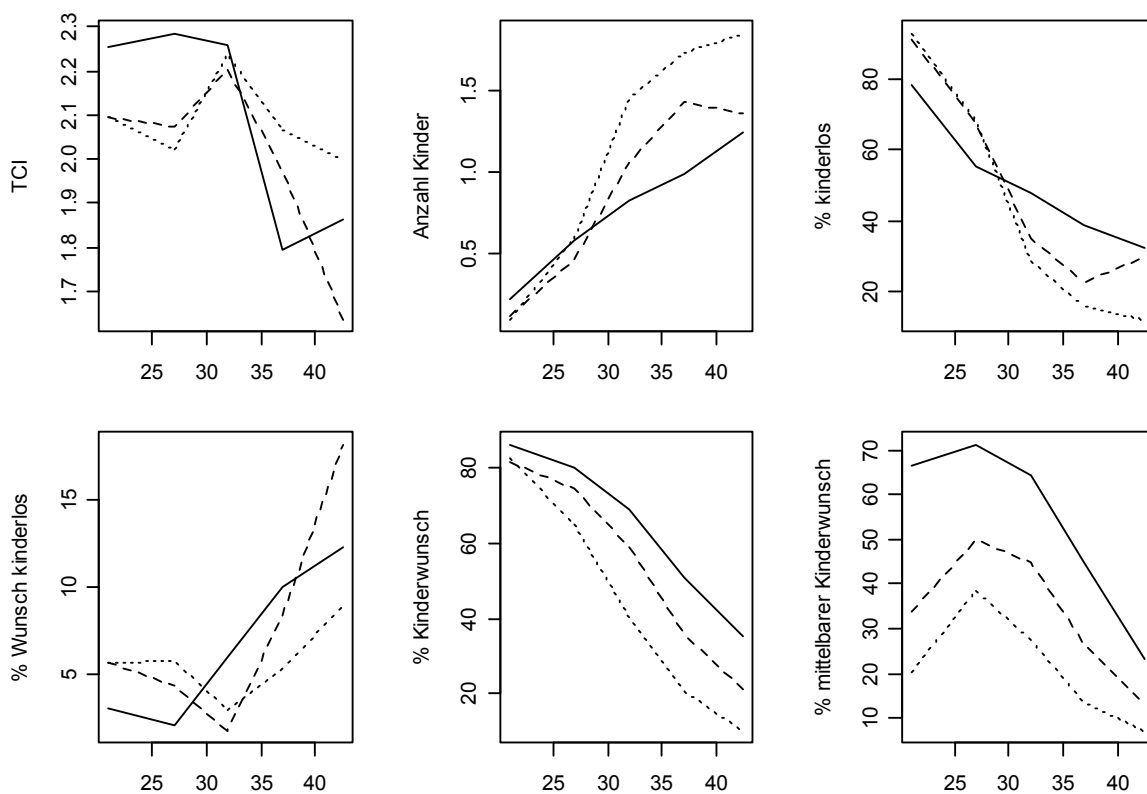 TCI
2.3
2.2
2.1
2.0
1.9
1.8
1.7
25 30 35 40
Anzahl Kinder
1.5
1.0
0.5
25 30 35 40
% kinderlos
80
60
40
20
25 30 35 40
% Wunsch kinderlos
15
10
5
25 30 35 40
% Kinderwunsch
80
60
40
20
25 30 35 40
% mittelbarer Kinderwunsch
70
60
50
40
30
20
10
25 30 35 40